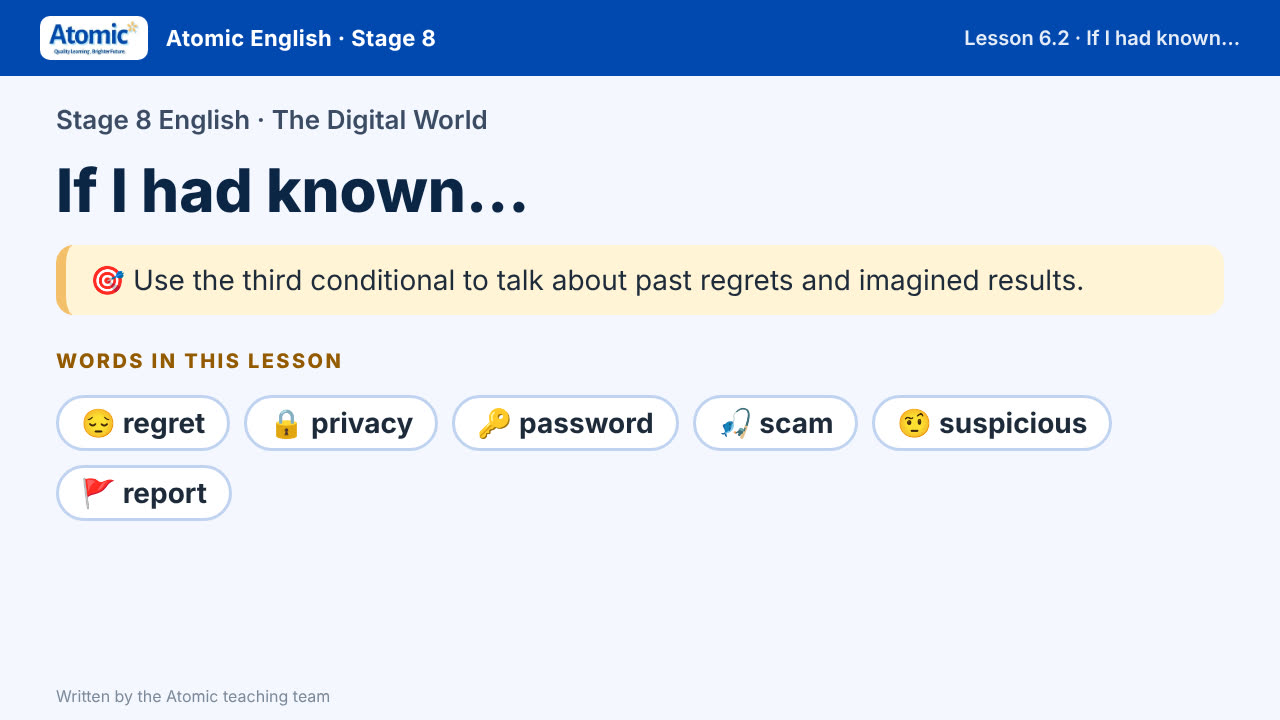 Atomic
Quality Learning. Brighter Future.
Atomic English · Stage 8
Lesson 6.2 · If I had known…
Stage 8 English · The Digital World
If I had known…
Use the third conditional to talk about past regrets and imagined results.
WORDS IN THIS LESSON
regret
privacy
password
scam
suspicious
report
Written by the Atomic teaching team